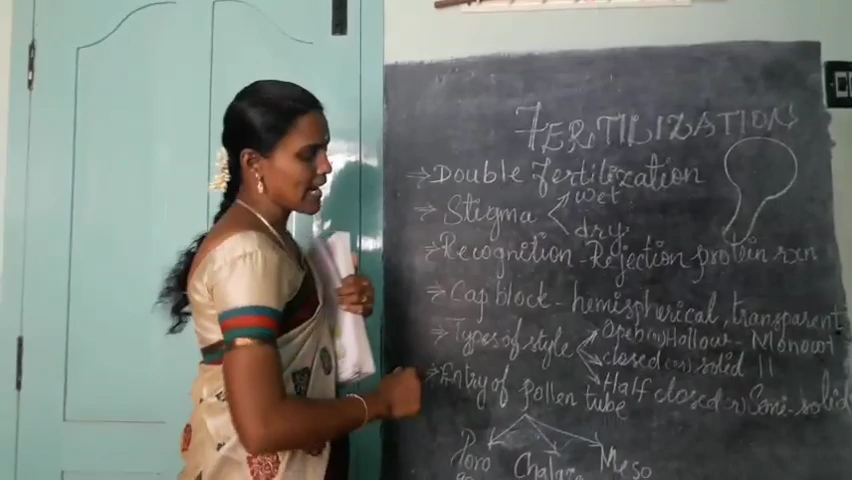 FERTILIZATION
→ Double fertilization
→ Stigma wet
dry
→ Recognition - Rejection protein rxn
→ Cap block - hemispherical, transparent
→ Types of style Open (or) Hollow - Monocot
closed (or) solid "
Half closed or Semi-solid
→ Entry of pollen tube
Poro Chalaza Meso